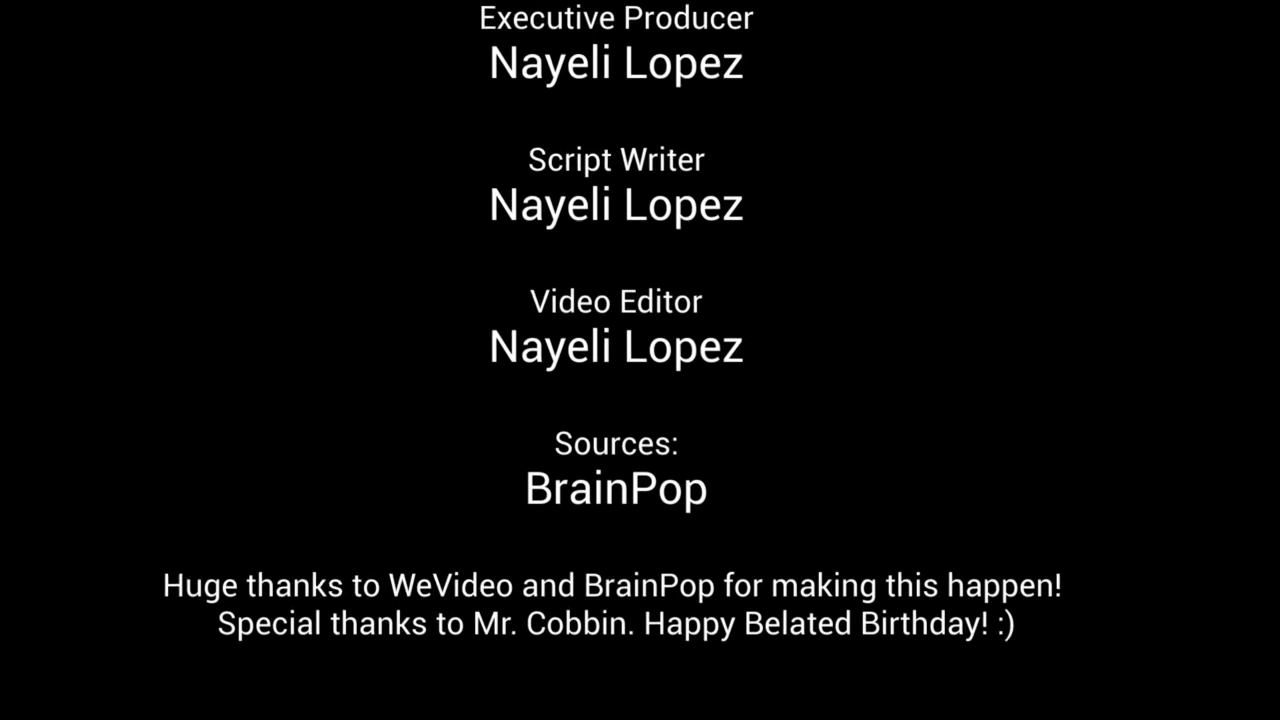 Executive Producer
Nayeli Lopez
Script Writer
Nayeli Lopez
Video Editor
Nayeli Lopez
Sources:
BrainPop
Huge thanks to WeVideo and BrainPop for making this happen!
Special thanks to Mr. Cobbin. Happy Belated Birthday! :)